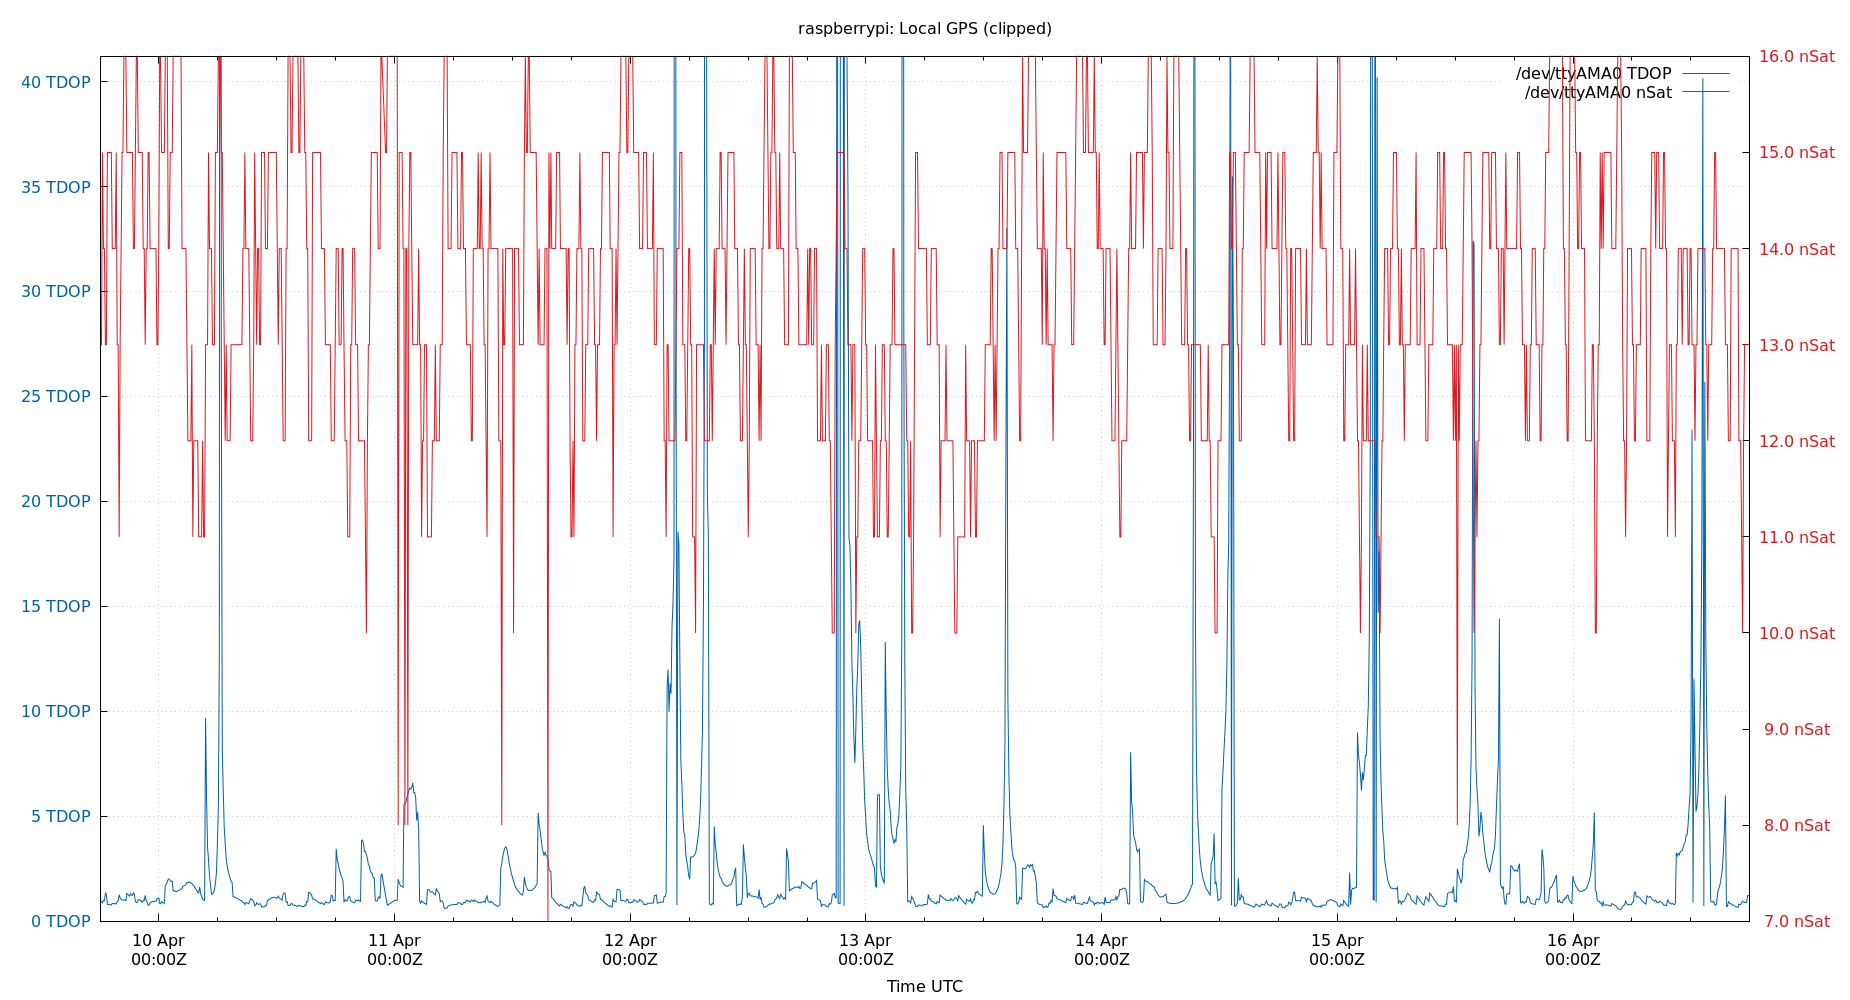 raspberrypi: Local GPS (clipped)
40 TDOP
35 TDOP
30 TDOP
25 TDOP
20 TDOP
15 TDOP
10 TDOP
5 TDOP
0 TDOP
16.0 nSat
15.0 nSat
14.0 nSat
13.0 nSat
12.0 nSat
11.0 nSat
10.0 nSat
9.0 nSat
8.0 nSat
7.0 nSat
/dev/ttyAMA0 TDOP
/dev/ttyAMA0 nSat
10 Apr
00:00Z
11 Apr
00:00Z
12 Apr
00:00Z
13 Apr
00:00Z
14 Apr
00:00Z
15 Apr
00:00Z
16 Apr
00:00Z
Time UTC